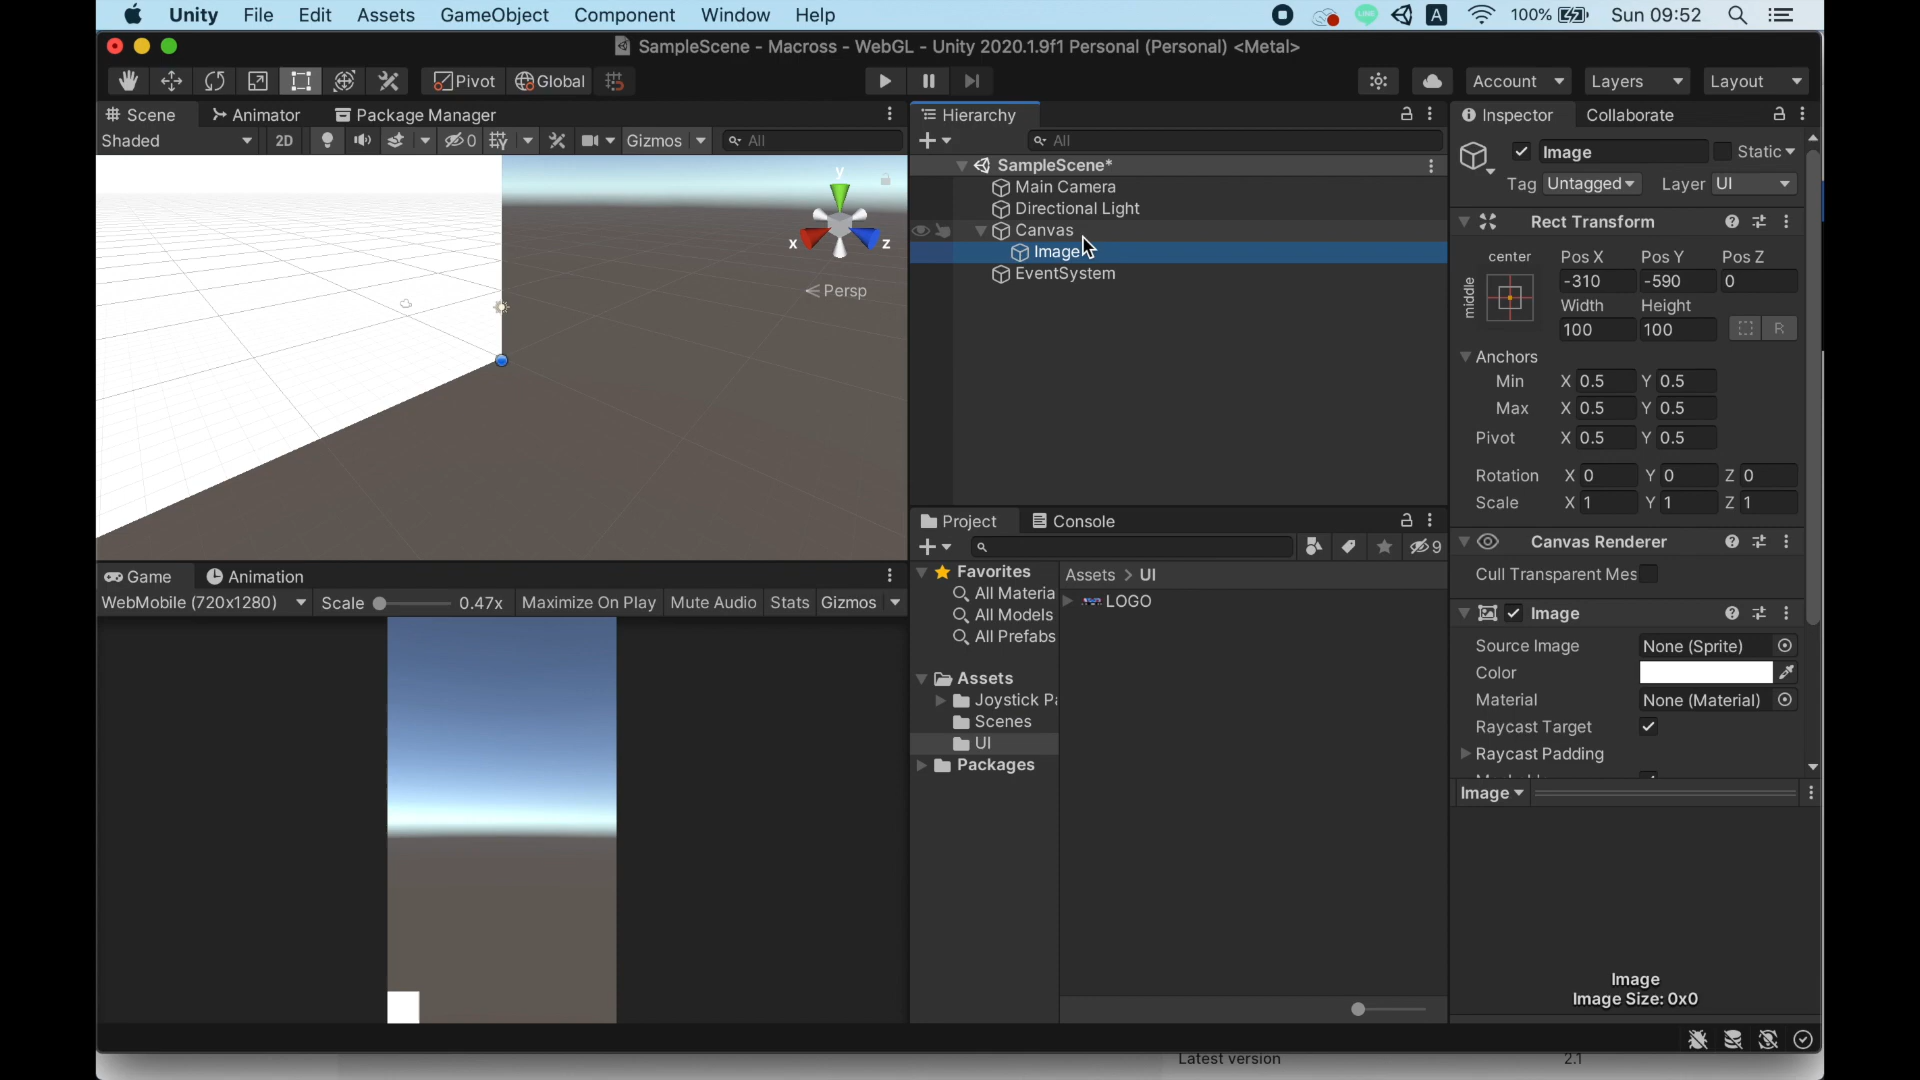 Unity File Edit Assets GameObject Component Window Help LINE A 100% Sun 09:52
SampleScene - Macross - WebGL - Unity 2020.1.9f1 Personal (Personal) <Metal>
Pivot Global Account Layers Layout
Scene Animator Package Manager
Shaded 2D 0 Gizmos All
y
x z
Persp
Game Animation
WebMobile (720x1280) Scale 0.47x Maximize On Play Mute Audio Stats Gizmos
Hierarchy
All
SampleScene*
Main Camera
Directional Light
Canvas
Image
EventSystem
Project Console
9
Favorites
All Materia
All Models
All Prefabs
Assets
Joystick Pa
Scenes
UI
Packages
Assets > UI
LOGO
Inspector Collaborate
Image Static
Tag Untagged Layer UI
Rect Transform
center Pos X Pos Y Pos Z
middle -310 -590 0
Width Height
100 100 R
Anchors
Min X 0.5 Y 0.5
Max X 0.5 Y 0.5
Pivot X 0.5 Y 0.5
Rotation X 0 Y 0 Z 0
Scale X 1 Y 1 Z 1
Canvas Renderer
Cull Transparent Mes
Image
Source Image None (Sprite)
Color
Material None (Material)
Raycast Target
Raycast Padding
Image
Image
Image Size: 0x0
Latest version 2.1